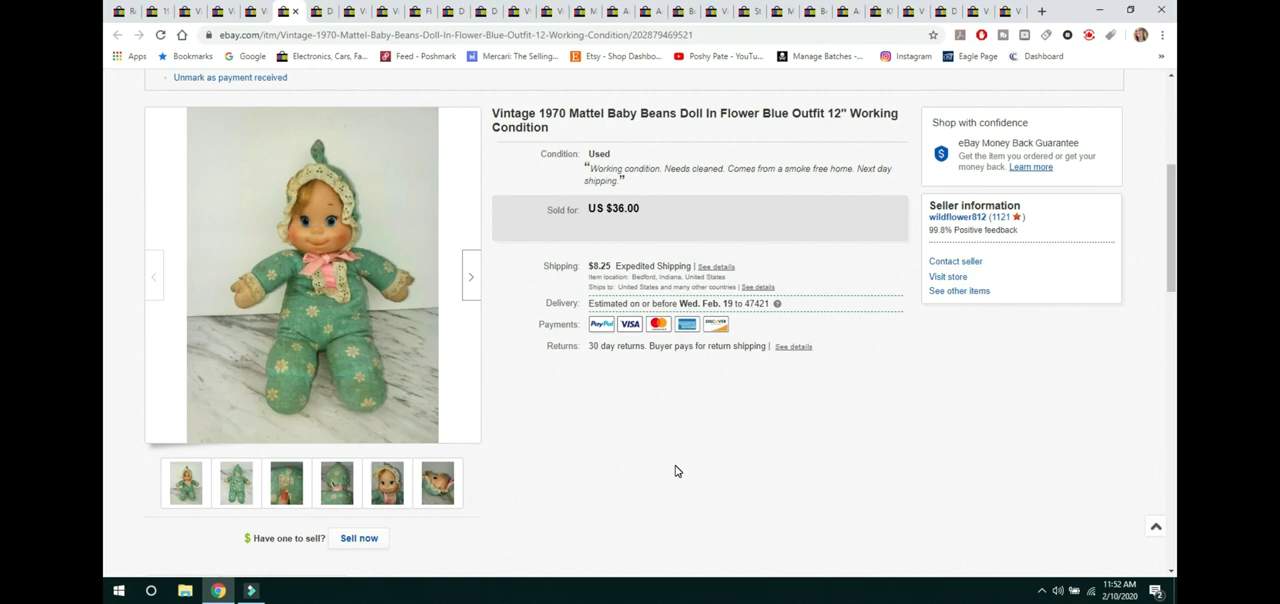 ebay.com/itm/Vintage-1970-Mattel-Baby-Beans-Doll-In-Flower-Blue-Outfit-12-Working-Condition/202879469521
Apps Bookmarks Google Electronics, Cars, Fa... Feed - Poshmark Mercari: The Selling... Etsy - Shop Dashbo... Poshy Pate - YouTu... Manage Batches -... Instagram Eagle Page Dashboard »
Unmark as payment received
Vintage 1970 Mattel Baby Beans Doll In Flower Blue Outfit 12" Working
Condition
Condition: Used
“Working condition. Needs cleaned. Comes from a smoke free home. Next day
shipping.”
Sold for: US $36.00
Shipping: $8.25 Expedited Shipping | See details
Item location: Bedford, Indiana, United States
Ships to: United States and many other countries | See details
Delivery: Estimated on or before Wed. Feb. 19 to 47421
Payments: PayPal VISA MasterCard DISCOVER
Returns: 30 day returns. Buyer pays for return shipping | See details
Shop with confidence
eBay Money Back Guarantee
Get the item you ordered or get your
money back. Learn more
Seller information
wildflower812 (1121 ★ )
99.8% Positive feedback
Contact seller
Visit store
See other items
$ Have one to sell? Sell now
11:52 AM
2/10/2020
2